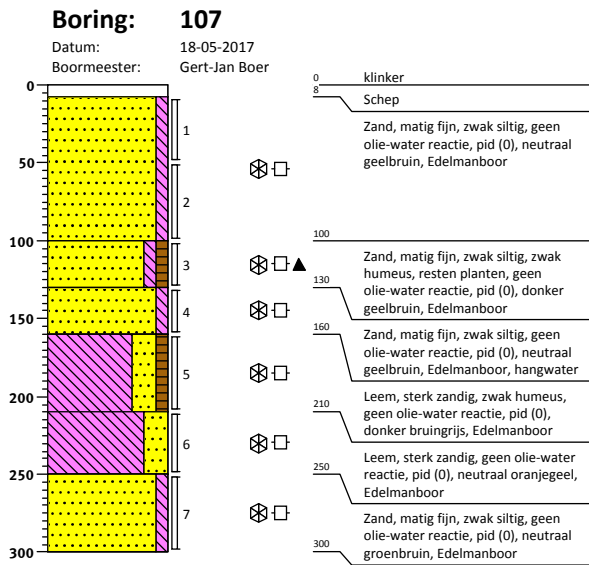 Boring: 107
Datum: 18-05-2017
Boormeester: Gert-Jan Boer
0
50
100
150
200
250
300
1
2
3
4
5
6
7
0
klinker
8
Schep
Zand, matig fijn, zwak siltig, geen
olie-water reactie, pid (0), neutraal
geelbruin, Edelmanboor
100
Zand, matig fijn, zwak siltig, zwak
humeus, resten planten, geen
olie-water reactie, pid (0), donker
geelbruin, Edelmanboor
130
Zand, matig fijn, zwak siltig, geen
olie-water reactie, pid (0), neutraal
geelbruin, Edelmanboor, hangwater
160
Leem, sterk zandig, zwak humeus,
geen olie-water reactie, pid (0),
donker bruingrijs, Edelmanboor
210
Leem, sterk zandig, geen olie-water
reactie, pid (0), neutraal oranjegeel,
Edelmanboor
250
Zand, matig fijn, zwak siltig, geen
olie-water reactie, pid (0), neutraal
groenbruin, Edelmanboor
300